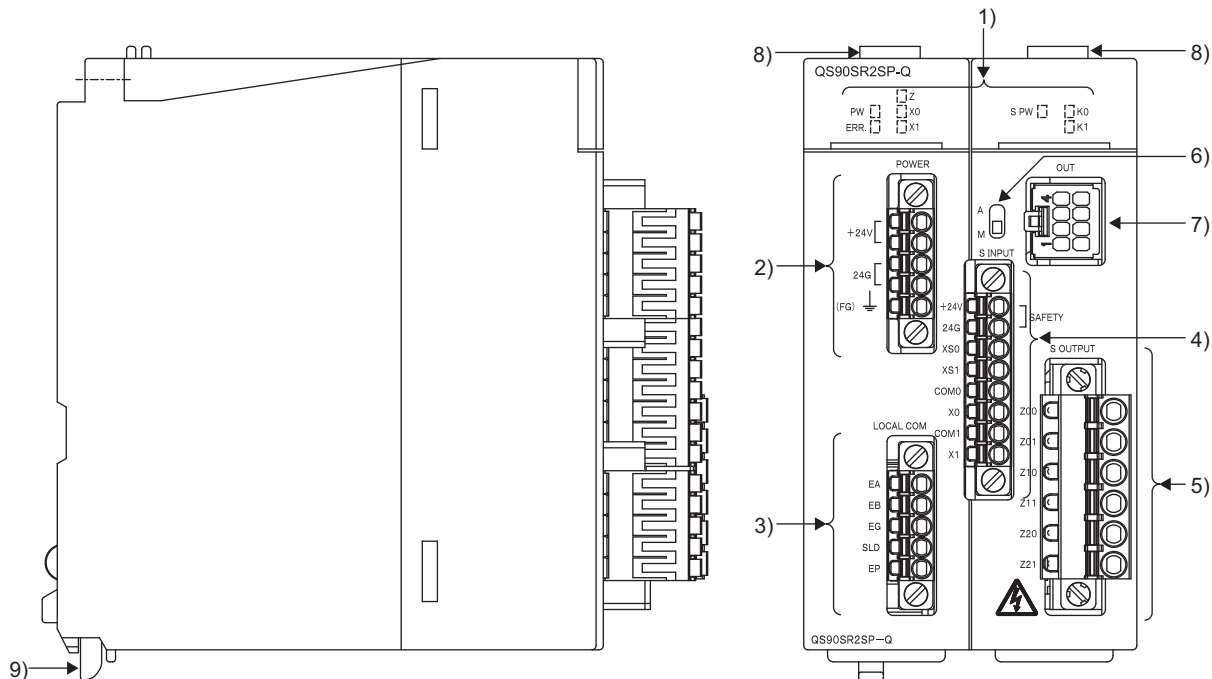 1)
8)
8)
QS90SR2SP-Q
Z
PW
X0
ERR.
X1
S PW
K0
K1
6)
POWER
OUT
A
M
4
1
7)
+24V
24G
(FG)
2)
S INPUT
+24V
24G
XS0
XS1
COM0
X0
COM1
X1
SAFETY
4)
S OUTPUT
Z00
Z01
Z10
Z11
Z20
Z21
5)
LOCAL COM
EA
EB
EG
SLD
EP
3)
QS90SR2SP-Q
9)